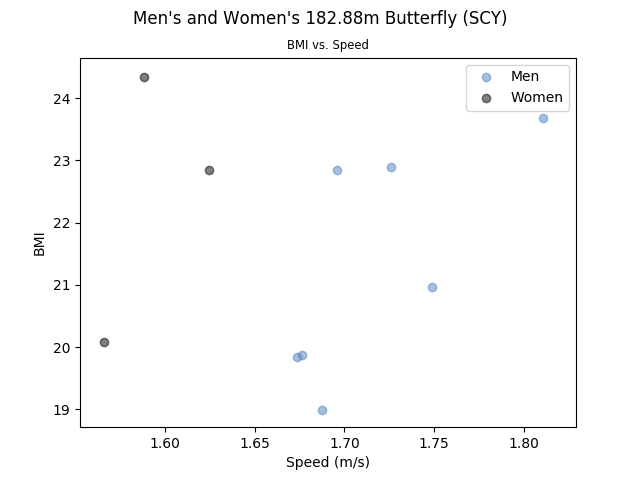 Men's and Women's 182.88m Butterfly (SCY)
BMI vs. Speed
Men
Women
24
23
22
21
20
19
BMI
1.60 1.65 1.70 1.75 1.80
Speed (m/s)